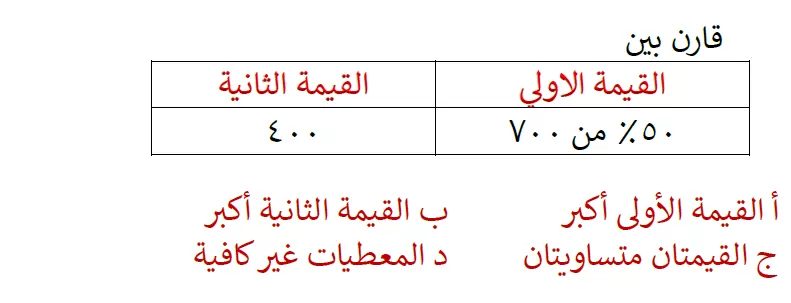 قارن بين
القيمة الاولي القيمة الثانية
٥٠٪ من ٧٠٠ ٤٠٠
أ القيمة الأولى أكبر ب القيمة الثانية أكبر
ج القيمتان متساويتان د المعطيات غير كافية